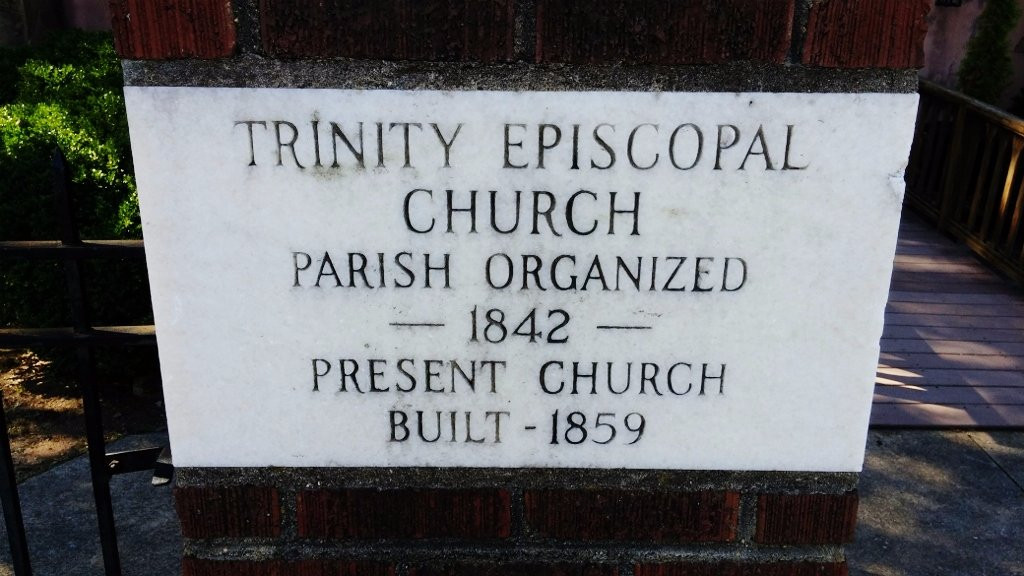 TRINITY EPISCOPAL
CHURCH
PARISH ORGANIZED
— 1842 —
PRESENT CHURCH
BUILT - 1859